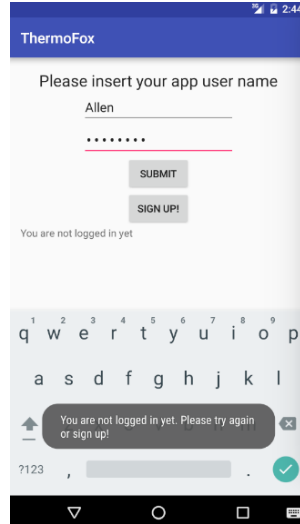 3G 2:44
ThermoFox
Please insert your app user name
Allen
••••••••
SUBMIT
SIGN UP!
You are not logged in yet
1 2 3 4 5 6 7 8 9
q w e r t y u i o p
a s d f g h j k l
You are not logged in yet. Please try again
or sign up!
?123 , .